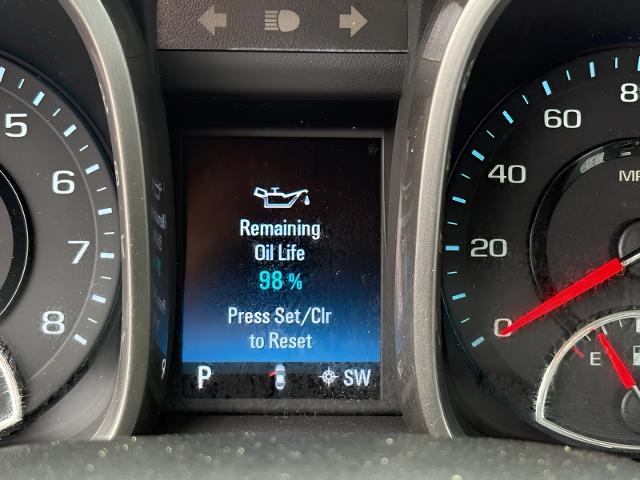 5
6
7
8
Remaining
Oil Life
98 %
Press Set/Clr
to Reset
P
SW
60
40
20
0
E